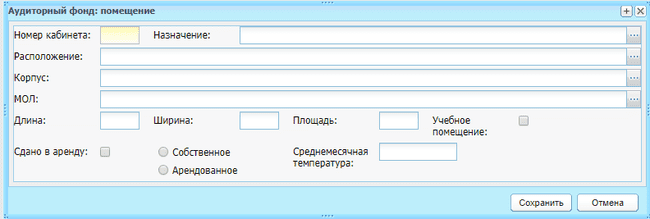 Аудиторный фонд: помещение
Номер кабинета: Назначение:
Расположение:
Корпус:
МОЛ:
Длина: Ширина: Площадь: Учебное помещение:
Сдано в аренду: Собственное Среднемесячная температура:
Арендованное
Сохранить Отмена